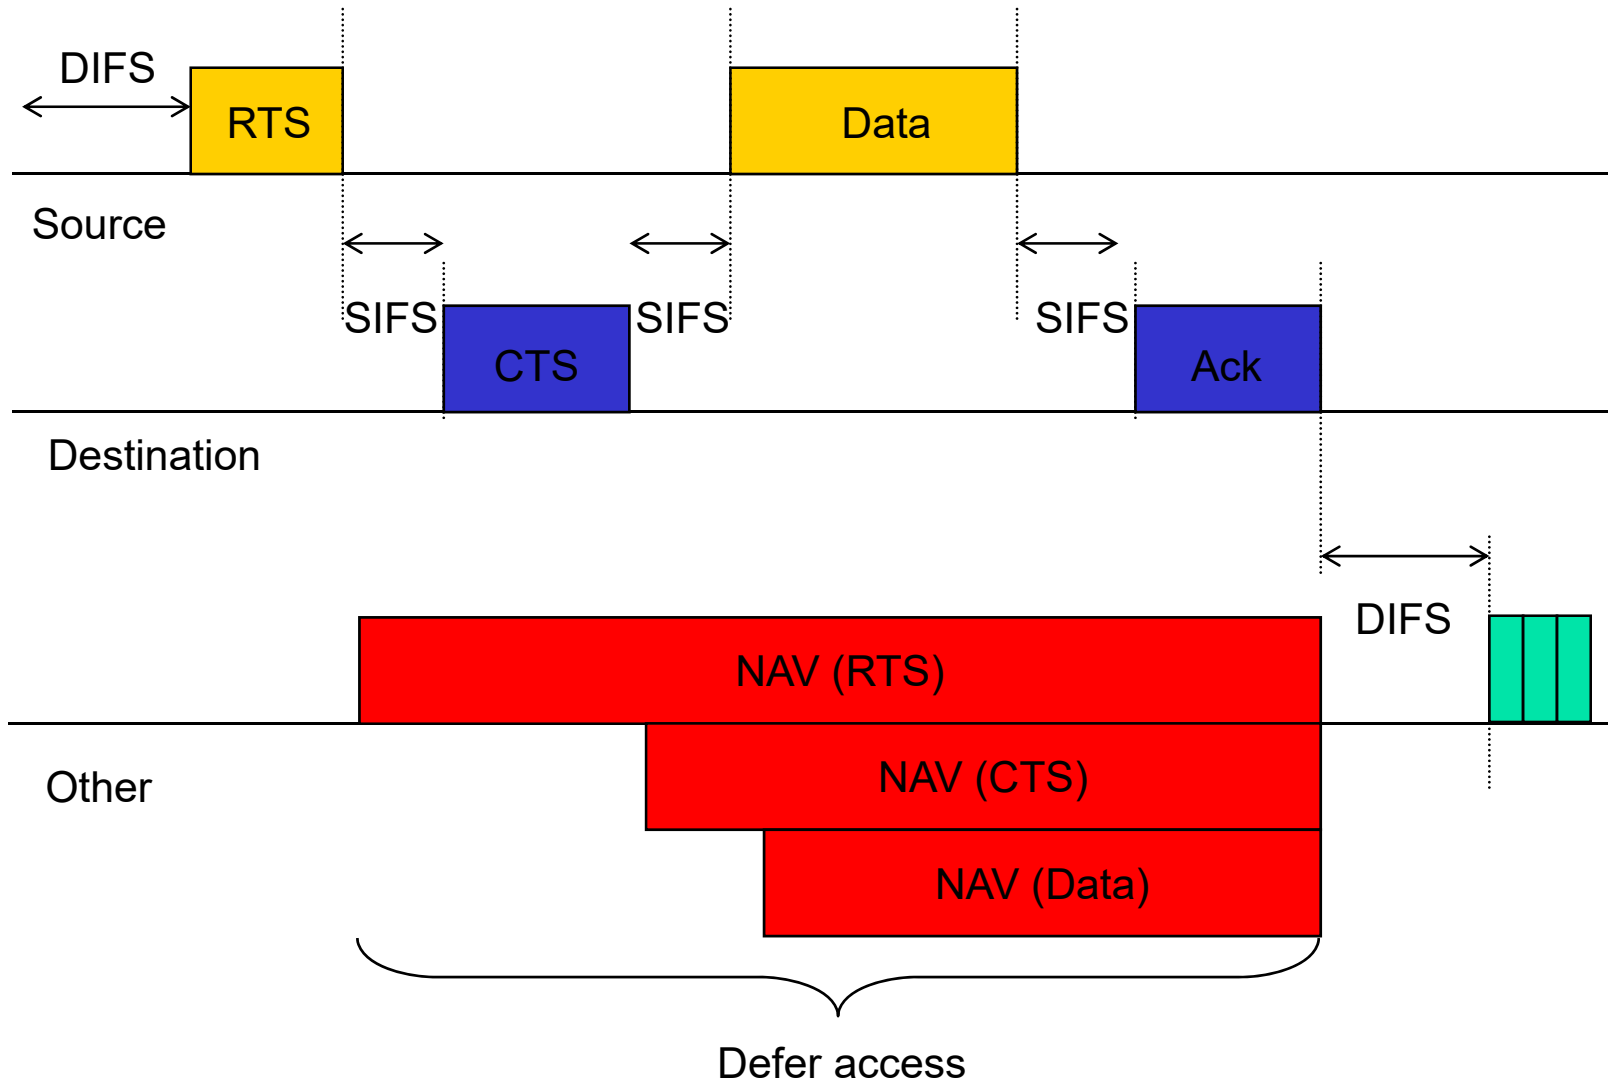 DIFS
RTS
Data
Source
SIFS
SIFS
SIFS
CTS
Ack
Destination
DIFS
NAV (RTS)
NAV (CTS)
Other
NAV (Data)
Defer access